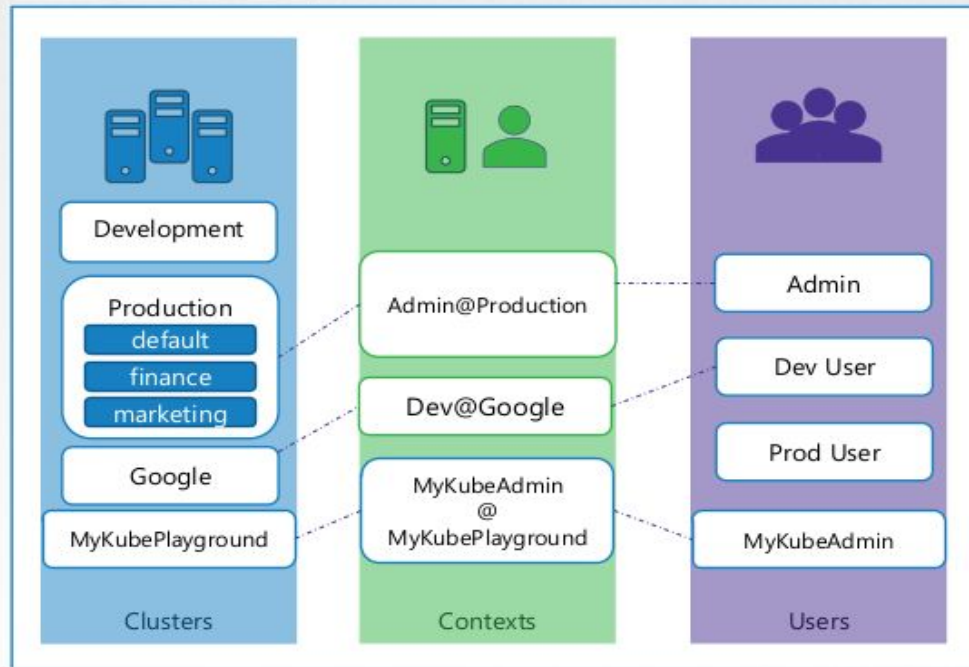 Development
Production
default
finance
marketing
Google
MyKubePlayground
Clusters
Admin@Production
Dev@Google
MyKubeAdmin
@
MyKubePlayground
Contexts
Admin
Dev User
Prod User
MyKubeAdmin
Users